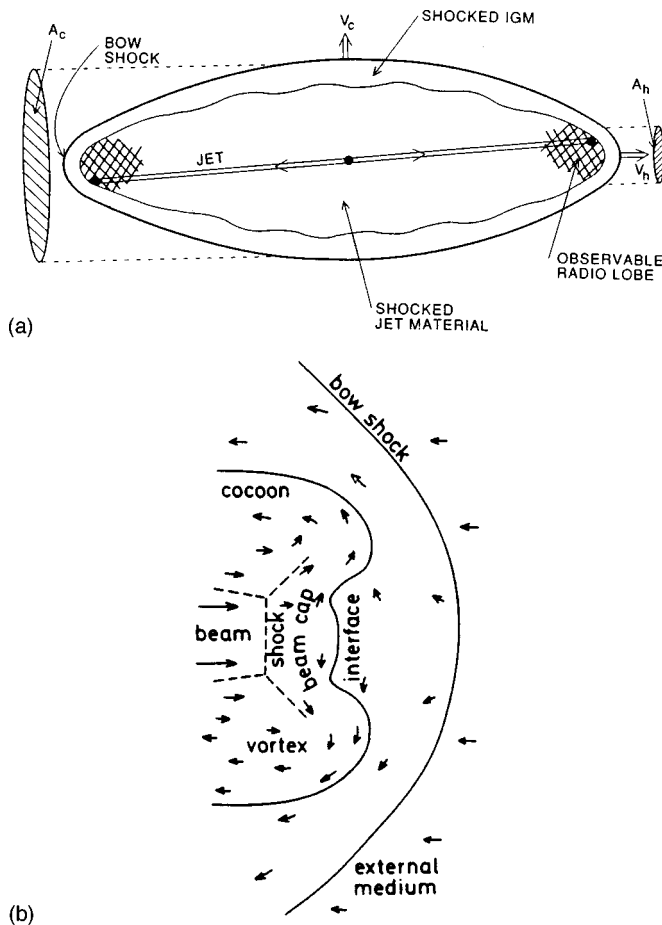 A_c
BOW
SHOCK
V_c
SHOCKED IGM
A_h
JET
V_h
OBSERVABLE
RADIO LOBE
SHOCKED
JET MATERIAL
(a)
bow shock
cocoon
beam
shock
beam cap
interface
vortex
external
medium
(b)